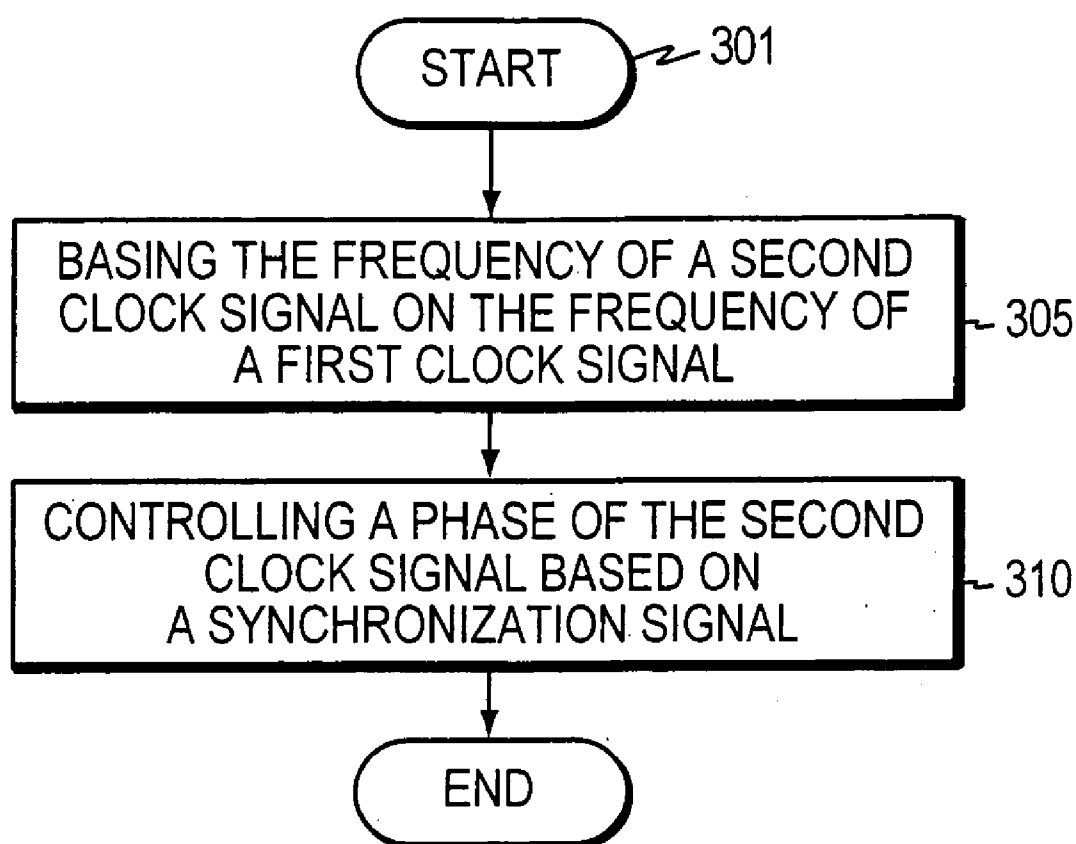 START
301
BASING THE FREQUENCY OF A SECOND
CLOCK SIGNAL ON THE FREQUENCY OF
A FIRST CLOCK SIGNAL
305
CONTROLLING A PHASE OF THE SECOND
CLOCK SIGNAL BASED ON
A SYNCHRONIZATION SIGNAL
310
END